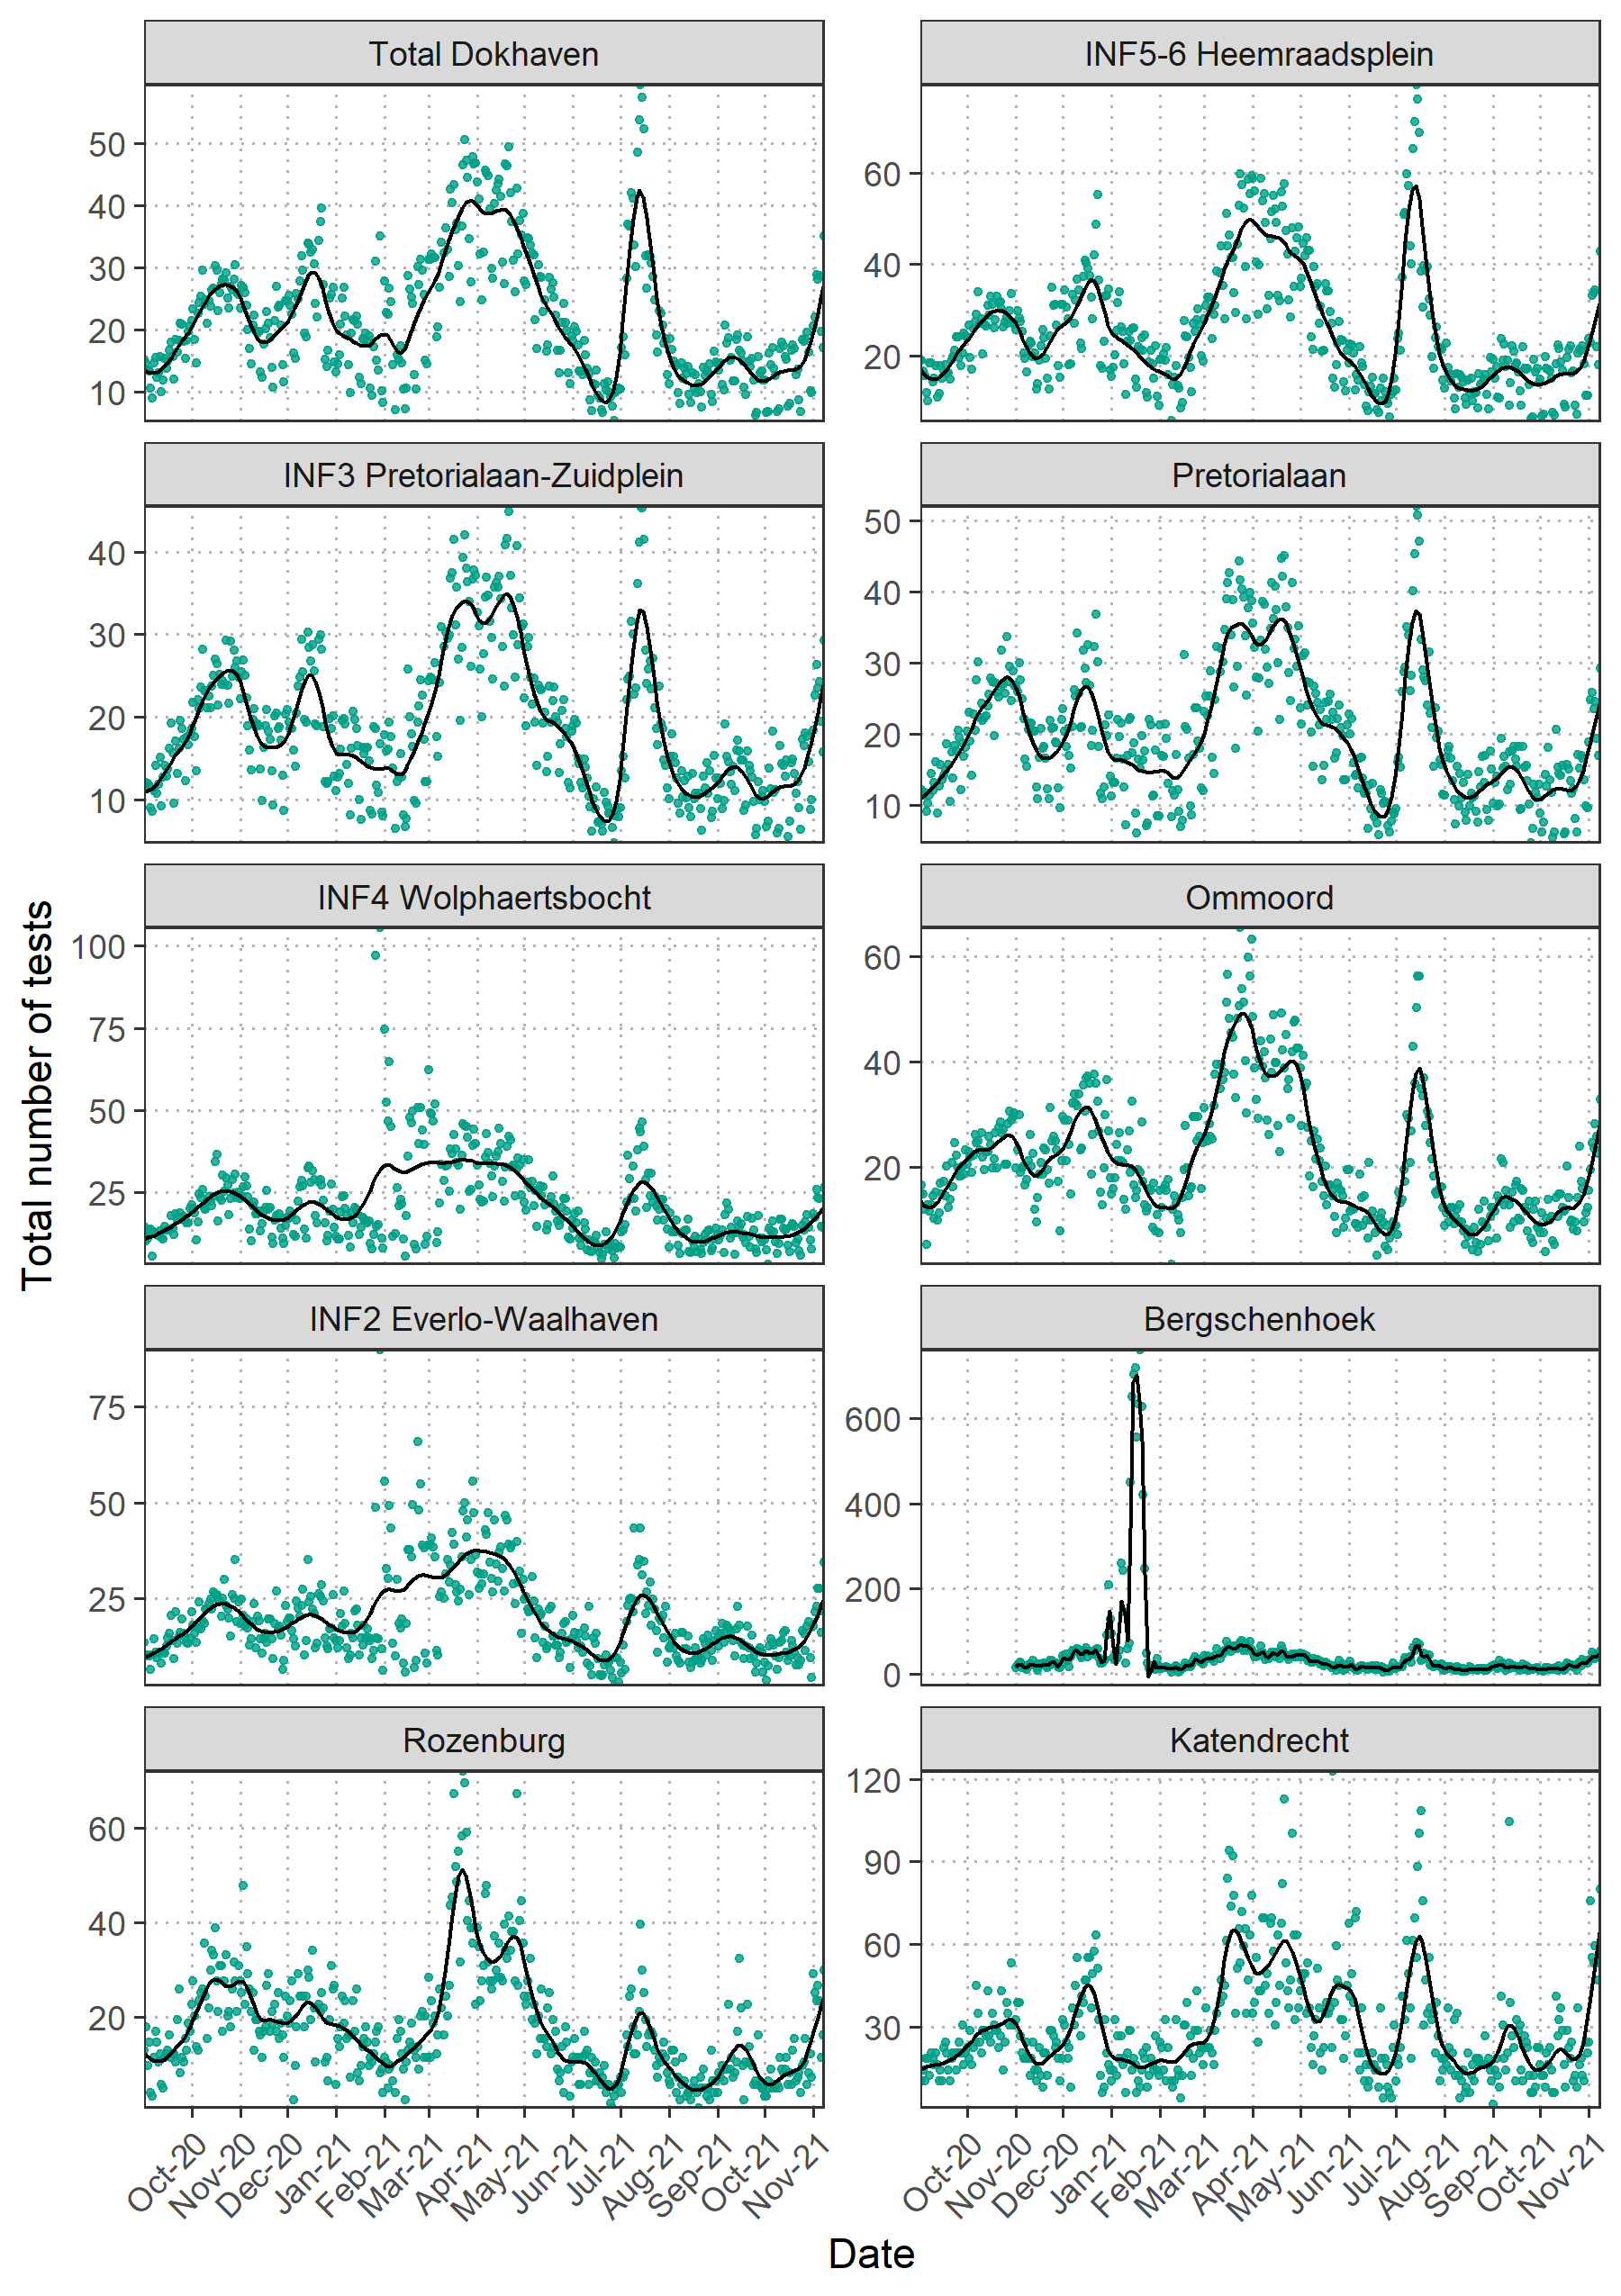 Total Dokhaven
INF5-6 Heemraadsplein
50
40
30
20
10
60
40
20
INF3 Pretorialaan-Zuidplein
Pretorialaan
40
30
20
10
50
40
30
20
10
INF4 Wolphaertsbocht
Ommoord
100
75
50
25
60
40
20
INF2 Everlo-Waalhaven
Bergschenhoek
75
50
25
600
400
200
0
Rozenburg
Katendrecht
60
40
20
120
90
60
30
Oct-20
Nov-20
Dec-20
Jan-21
Feb-21
Mar-21
Apr-21
May-21
Jun-21
Jul-21
Aug-21
Sep-21
Oct-21
Nov-21
Oct-20
Nov-20
Dec-20
Jan-21
Feb-21
Mar-21
Apr-21
May-21
Jun-21
Jul-21
Aug-21
Sep-21
Oct-21
Nov-21
Date
Total number of tests